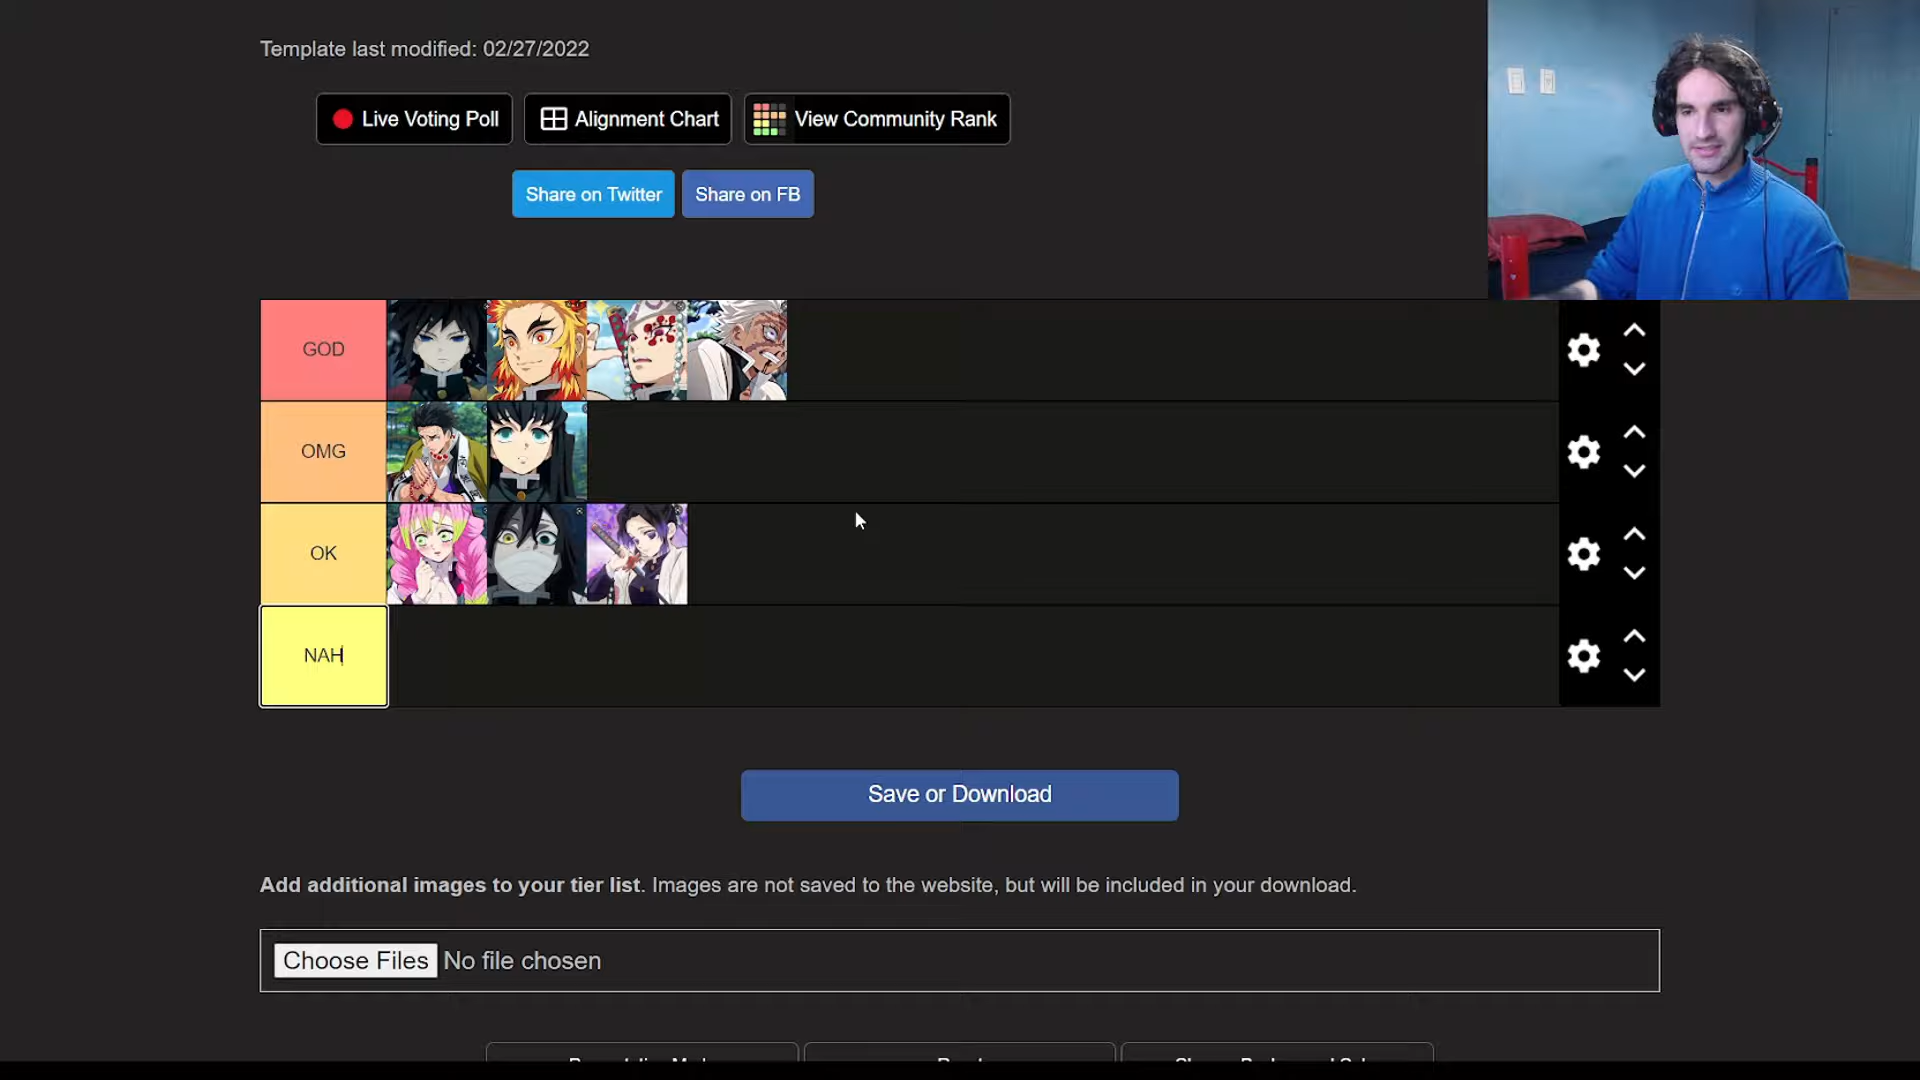 Template last modified: 02/27/2022
Live Voting Poll
Alignment Chart
View Community Rank
Share on Twitter
Share on FB
GOD
OMG
OK
NAH
Save or Download
Add additional images to your tier list. Images are not saved to the website, but will be included in your download.
Choose Files No file chosen